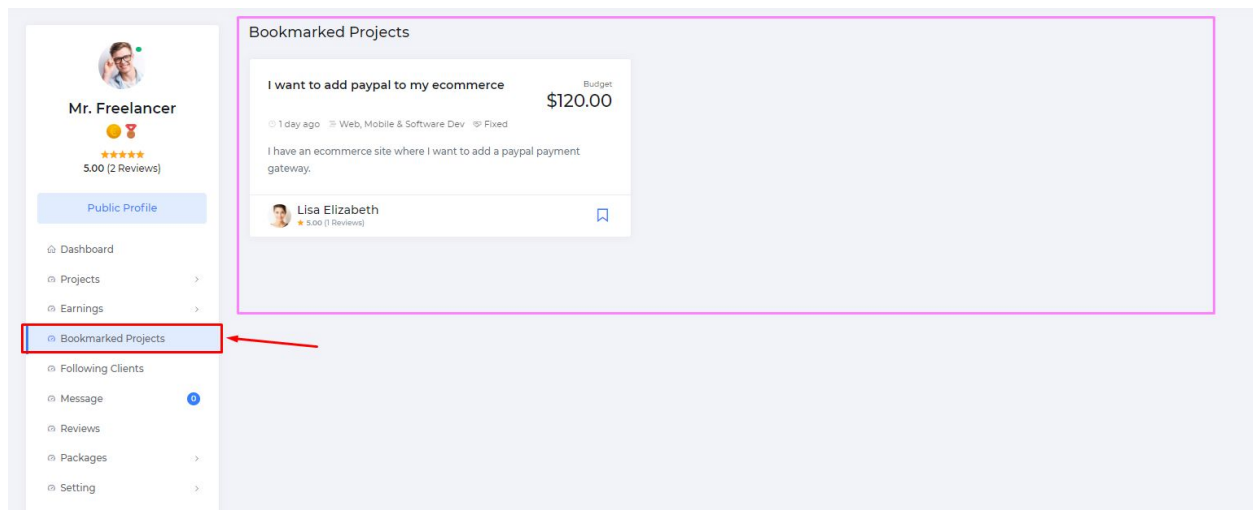 Mr. Freelancer
5.00 (2 Reviews)
Public Profile
Dashboard
Projects
Earnings
Bookmarked Projects
Following Clients
Message 0
Reviews
Packages
Setting
Bookmarked Projects
I want to add paypal to my ecommerce
Budget
$120.00
1 day ago Web, Mobile & Software Dev Fixed
I have an ecommerce site where I want to add a paypal payment
gateway.
Lisa Elizabeth
5.00 (1 Reviews)